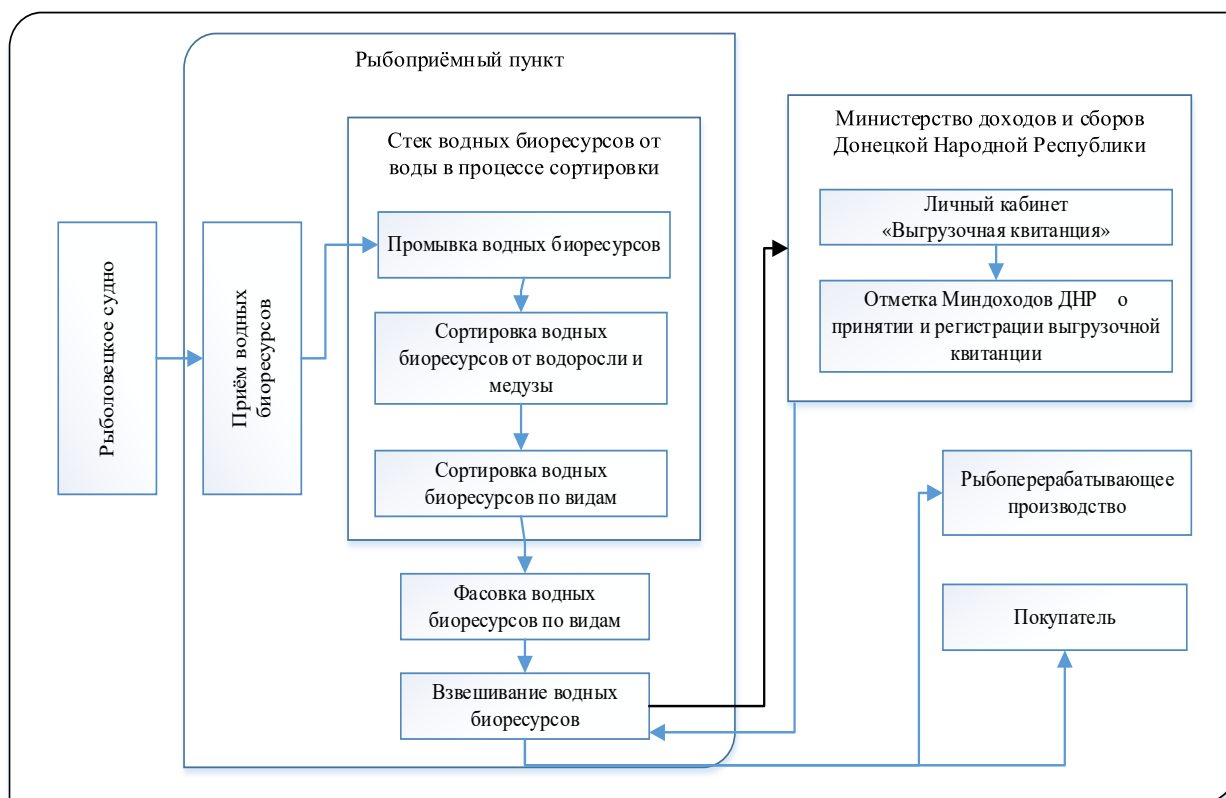 Рыбоприёмный пункт
Рыболовецкое судно
Приём водных
биоресурсов
Стек водных биоресурсов от
воды в процессе сортировки
Промывка водных биоресурсов
Сортировка водных
биоресурсов от водоросли и
медузы
Сортировка водных
биоресурсов по видам
Фасовка водных
биоресурсов по видам
Взвешивание водных
биоресурсов
Министерство доходов и сборов
Донецкой Народной Республики
Личный кабинет
«Выгрузочная квитанция»
Отметка Миндоходов ДНР о
принятии и регистрации выгрузочной
квитанции
Рыбоперерабатывающее
производство
Покупатель